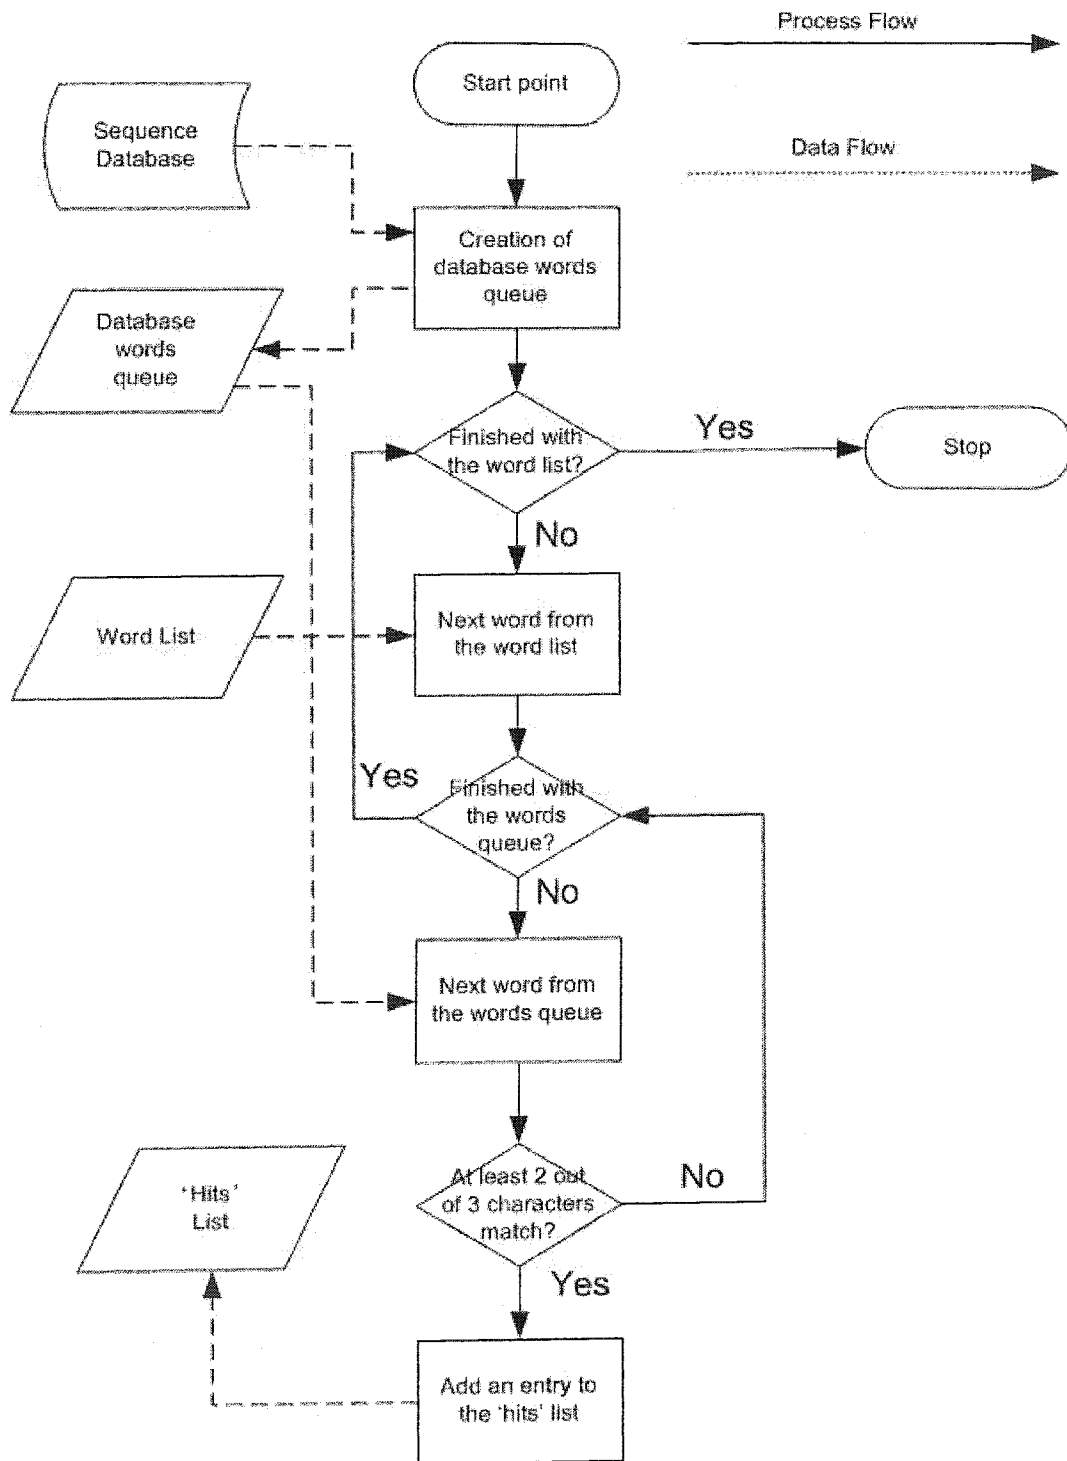 Process Flow
Start point
Sequence
Database
Data Flow
Creation of
database words
queue
Database
words
queue
Finished with
the word list?
Yes
Stop
No
Word List
Next word from
the word list
Yes
Finished with
the words
queue?
No
Next word from
the words queue
'Hits'
List
At least 2 out
of 3 characters
match?
No
Yes
Add an entry to
the 'hits' list